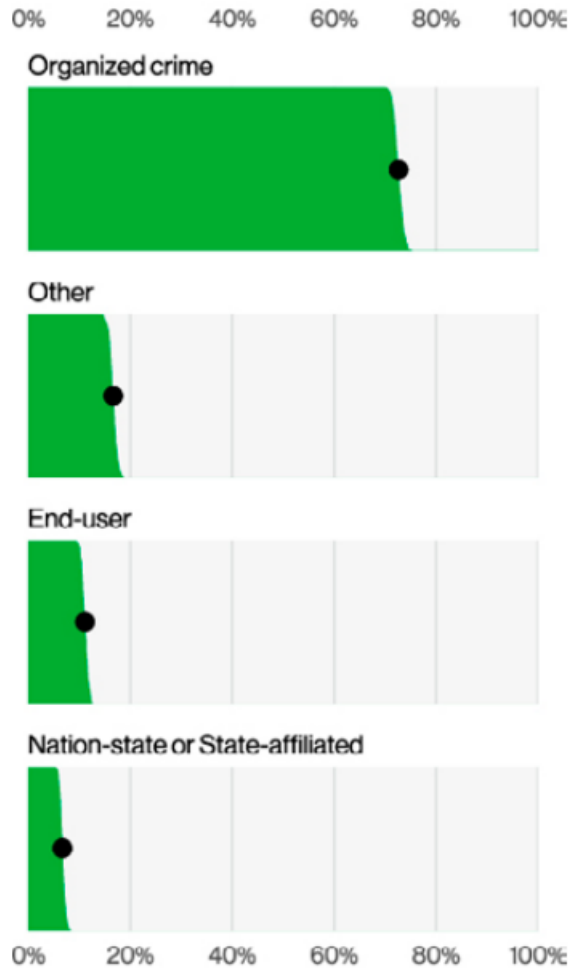 0% 20% 40% 60% 80% 100%
Organized crime
Other
End-user
Nation-state or State-affiliated
0% 20% 40% 60% 80% 100%